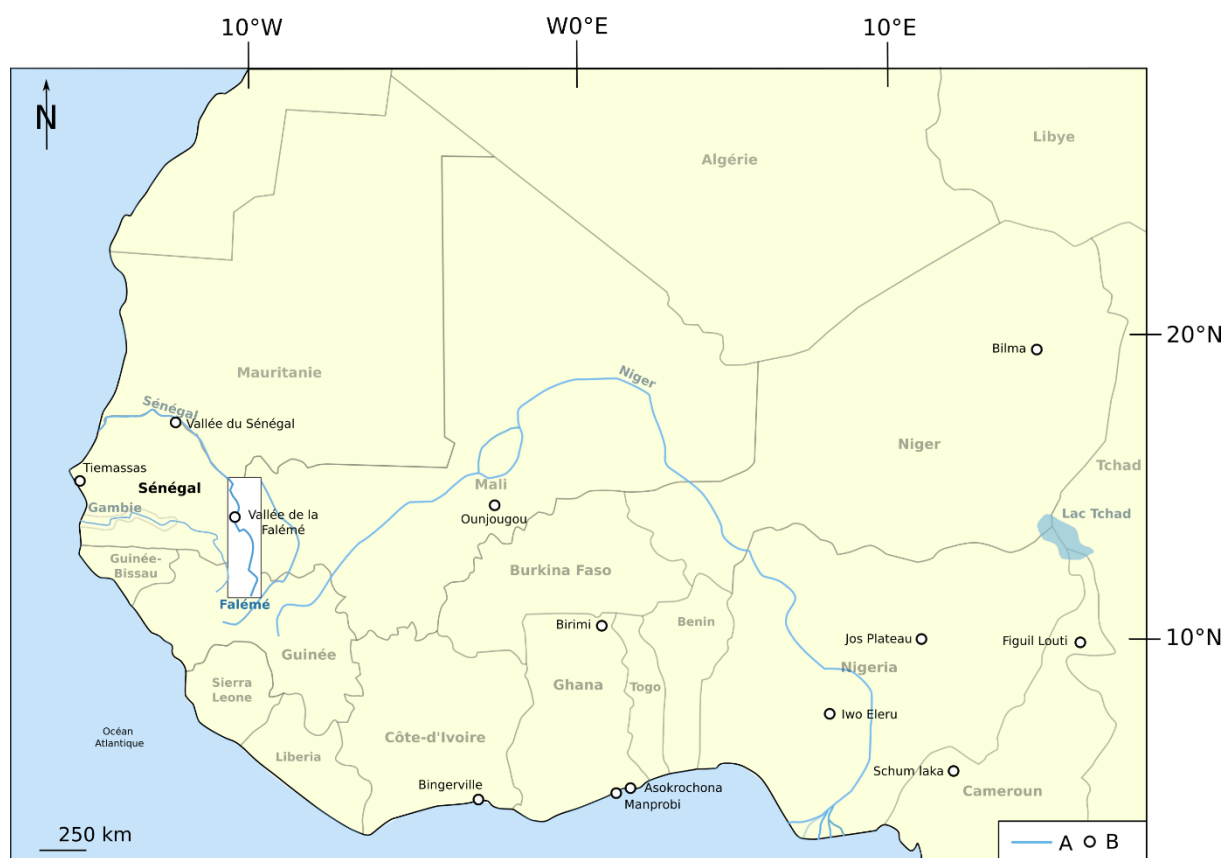 10°W
W0°E
10°E
N
Libye
Algérie
20°N
Bilma
Mauritanie
Niger
Sénégal
Vallée du Sénégal
Niger
Tiemassas
Tchad
Sénégal
Mali
Gambie
Vallée de la
Falémé
Ounjougou
Lac Tchad
Guinée-
Bissau
Burkina Faso
Falémé
Birimi
Benin
Jos Plateau
Figuil Louti
10°N
Guinée
Nigeria
Sierra
Leone
Ghana
Togo
Iwo Eleru
Océan
Atlantique
Côte-d'Ivoire
Liberia
Schum laka
Bingerville
Asokrochona
Cameroun
Manprobi
250 km
A
B